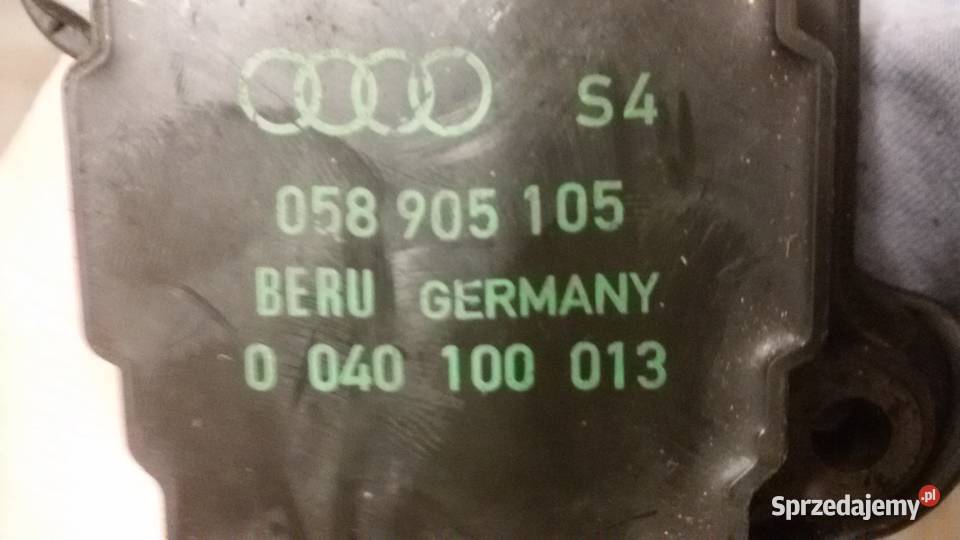 S4
058 905 105
BERU GERMANY
0 040 100 013
Sprzedajemy.pl